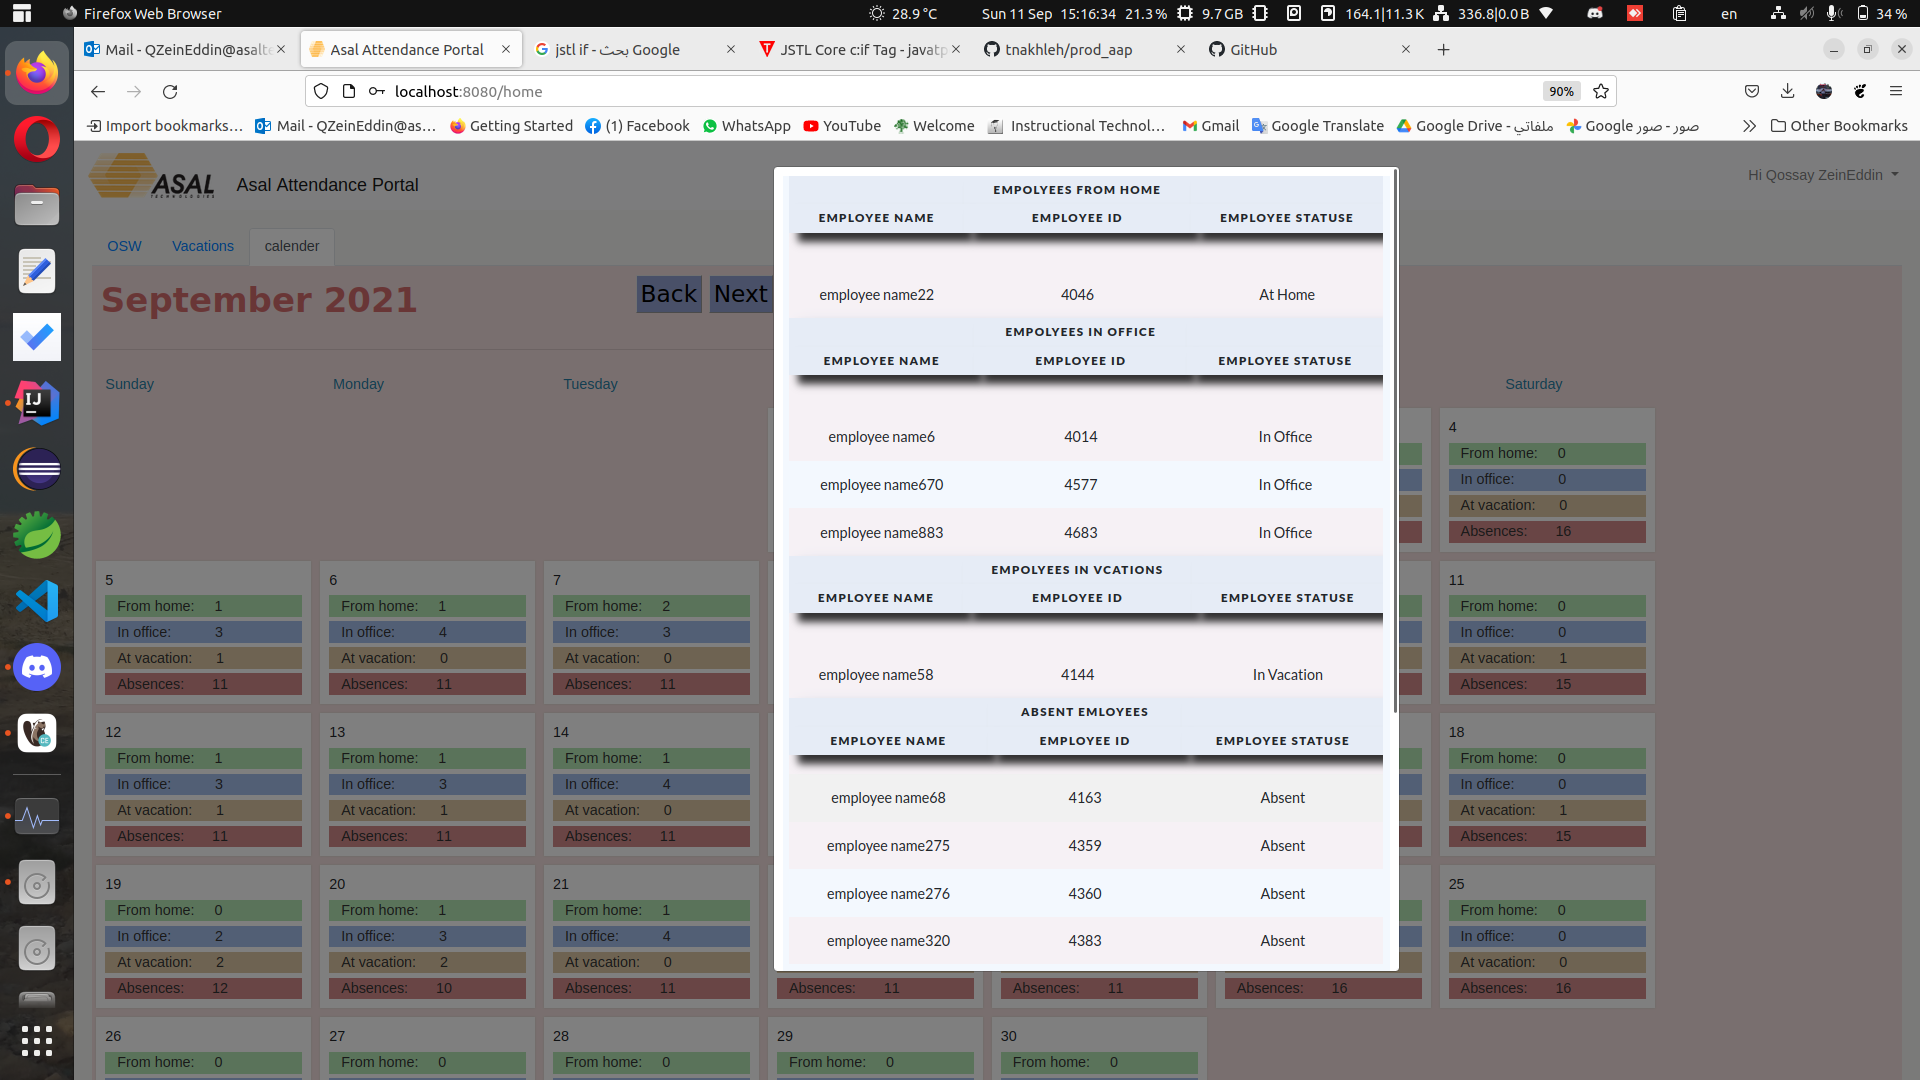 Firefox Web Browser
28.9 °C
Sun 11 Sep 15:16:34
21.3 %
9.7 GB
164.1|11.3 K
336.8|0.0 B
en
34 %
Mail - QZeinEddin@asalte
Asal Attendance Portal
jstl if - بحث Google
JSTL Core c:if Tag - javatp
tnakhleh/prod_aap
GitHub
localhost:8080/home
90%
Import bookmarks...
Mail - QZeinEddin@as...
Getting Started
(1) Facebook
WhatsApp
YouTube
Welcome
Instructional Technol...
Gmail
Google Translate
Google Drive - ملفاتي
Google صور - صور
Other Bookmarks
ASAL
TECHNOLOGIES
Asal Attendance Portal
Hi Qossay ZeinEddin
OSW
Vacations
calender
September 2021
Back
Next
Sunday
Monday
Tuesday
Saturday
4
From home: 0
In office: 0
At vacation: 0
Absences: 16
5
From home: 1
In office: 3
At vacation: 1
Absences: 11
6
From home: 1
In office: 4
At vacation: 0
Absences: 11
7
From home: 2
In office: 3
At vacation: 0
Absences: 11
11
From home: 0
In office: 0
At vacation: 1
Absences: 15
12
From home: 1
In office: 3
At vacation: 1
Absences: 11
13
From home: 1
In office: 3
At vacation: 1
Absences: 11
14
From home: 1
In office: 4
At vacation: 0
Absences: 11
18
From home: 0
In office: 0
At vacation: 1
Absences: 15
19
From home: 0
In office: 2
At vacation: 2
Absences: 12
20
From home: 1
In office: 3
At vacation: 2
Absences: 10
21
From home: 1
In office: 4
At vacation: 0
Absences: 11
Absences: 11
Absences: 11
Absences: 16
25
From home: 0
In office: 0
At vacation: 0
Absences: 16
26
From home: 0
27
From home: 0
28
From home: 0
29
From home: 0
30
From home: 0
EMPOLYEES FROM HOME
EMPLOYEE NAME EMPLOYEE ID EMPLOYEE STATUSE
employee name22 4046 At Home
EMPOLYEES IN OFFICE
EMPLOYEE NAME EMPLOYEE ID EMPLOYEE STATUSE
employee name6 4014 In Office
employee name670 4577 In Office
employee name883 4683 In Office
EMPOLYEES IN VCATIONS
EMPLOYEE NAME EMPLOYEE ID EMPLOYEE STATUSE
employee name58 4144 In Vacation
ABSENT EMLOYEES
EMPLOYEE NAME EMPLOYEE ID EMPLOYEE STATUSE
employee name68 4163 Absent
employee name275 4359 Absent
employee name276 4360 Absent
employee name320 4383 Absent
IJ
CE